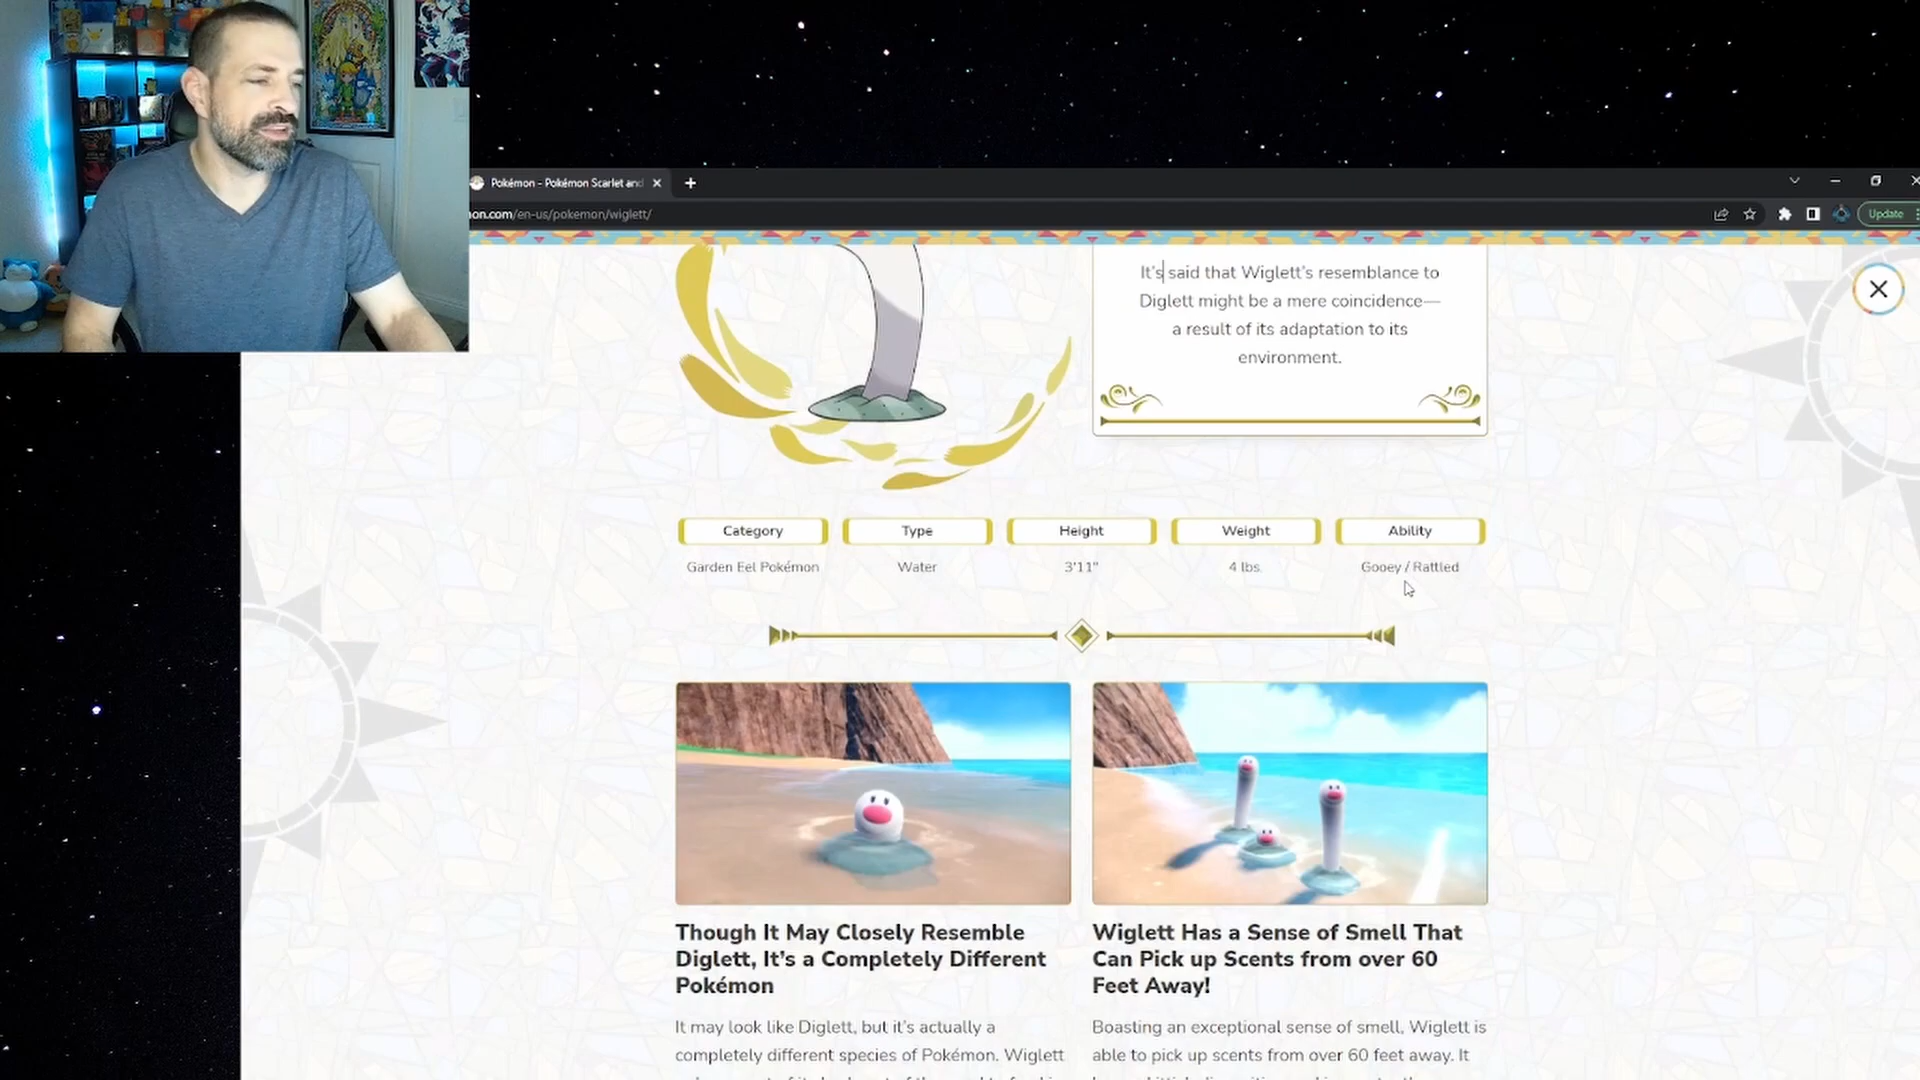 Pokémon - Pokémon Scarlet and
on.com/en-us/pokemon/wiglett/
Update
It's said that Wiglett's resemblance to
Diglett might be a mere coincidence—
a result of its adaptation to its
environment.
Category
Type
Height
Weight
Ability
Garden Eel Pokémon
Water
3'11"
4 lbs.
Gooey / Rattled
Though It May Closely Resemble
Diglett, It's a Completely Different
Pokémon
Wiglett Has a Sense of Smell That
Can Pick up Scents from over 60
Feet Away!
It may look like Diglett, but it's actually a
completely different species of Pokémon. Wiglett
Boasting an exceptional sense of smell, Wiglett is
able to pick up scents from over 60 feet away. It